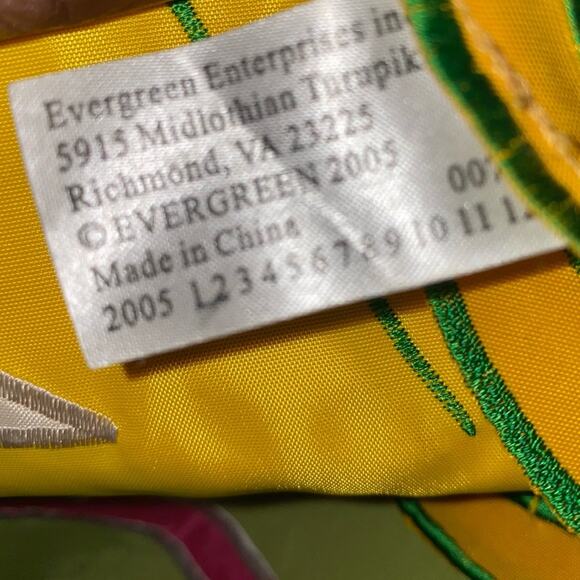 Evergreen Enterprises in
5915 Midlothian Turnpik
Richmond, VA 23225
© EVERGREEN 2005
Made in China 007
2005 1 2 3 4 5 6 7 8 9 10 11 12